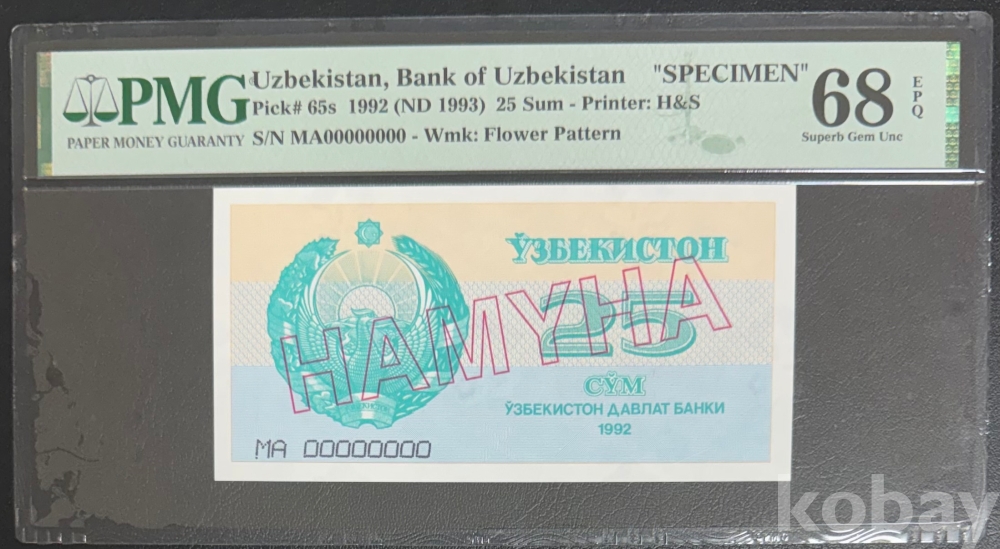 PMG
PAPER MONEY GUARANTY
Uzbekistan, Bank of Uzbekistan "SPECIMEN"
Pick# 65s 1992 (ND 1993) 25 Sum - Printer: H&S
S/N MA00000000 - Wmk: Flower Pattern
68
EPQ
Superb Gem Unc
ЎЗБЕКИСТОН
НАМУНА
25
СЎМ
ЎЗБЕКИСТОН ДАВЛАТ БАНКИ
1992
МА 00000000
kobay